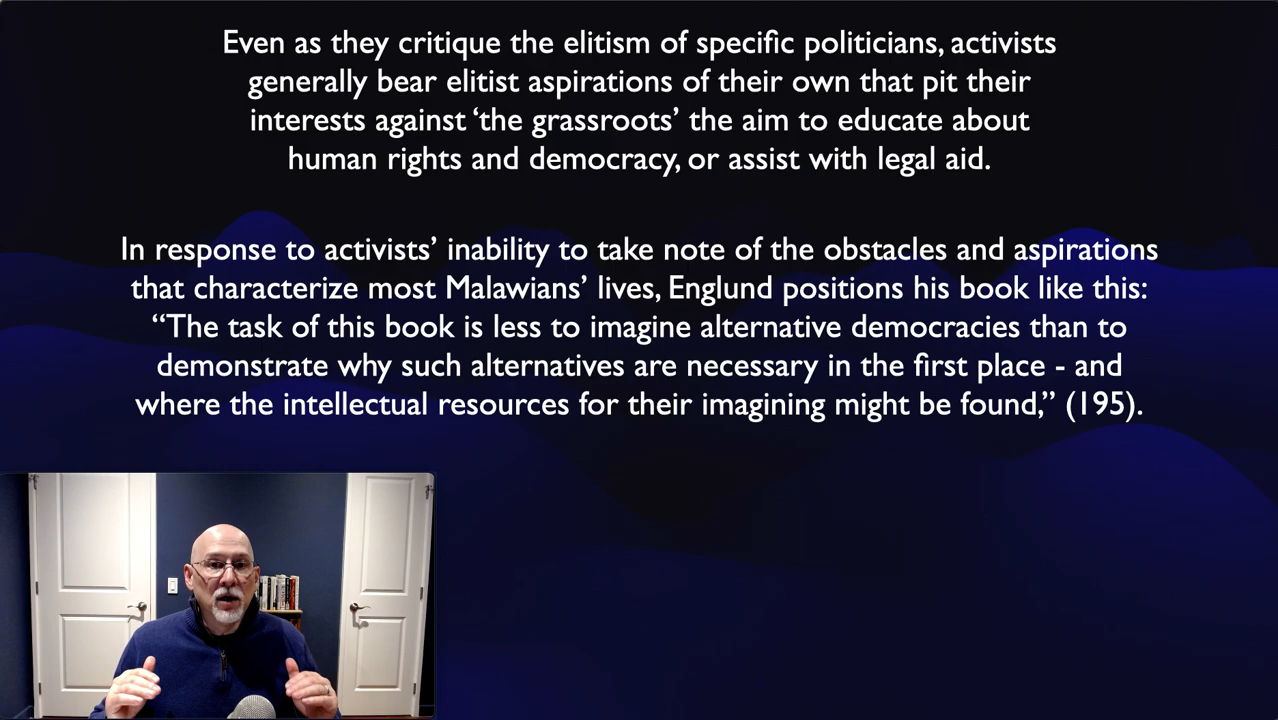 Even as they critique the elitism of specific politicians, activists
generally bear elitist aspirations of their own that pit their
interests against ‘the grassroots’ the aim to educate about
human rights and democracy, or assist with legal aid.
In response to activists’ inability to take note of the obstacles and aspirations
that characterize most Malawians’ lives, Englund positions his book like this:
“The task of this book is less to imagine alternative democracies than to
demonstrate why such alternatives are necessary in the first place - and
where the intellectual resources for their imagining might be found,” (195).